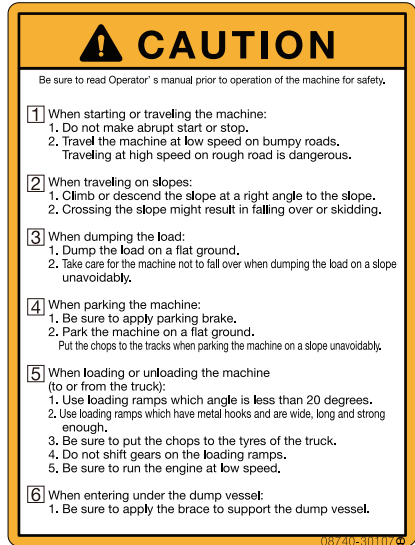 CAUTION
Be sure to read Operator' s manual prior to operation of the machine for safety.
1 When starting or traveling the machine:
1. Do not make abrupt start or stop.
2. Travel the machine at low speed on bumpy roads.
Traveling at high speed on rough road is dangerous.
2 When traveling on slopes:
1. Climb or descend the slope at a right angle to the slope.
2. Crossing the slope might result in falling over or skidding.
3 When dumping the load:
1. Dump the load on a flat ground.
2. Take care for the machine not to fall over when dumping the load on a slope
unavoidably.
4 When parking the machine:
1. Be sure to apply parking brake.
2. Park the machine on a flat ground.
Put the chops to the tracks when parking the machine on a slope unavoidably.
5 When loading or unloading the machine
(to or from the truck):
1. Use loading ramps which angle is less than 20 degrees.
2. Use loading ramps which have metal hooks and are wide, long and strong
enough.
3. Be sure to put the chops to the tyres of the truck.
4. Do not shift gears on the loading ramps.
5. Be sure to run the engine at low speed.
6 When entering under the dump vessel:
1. Be sure to apply the brace to support the dump vessel.
08740-30107